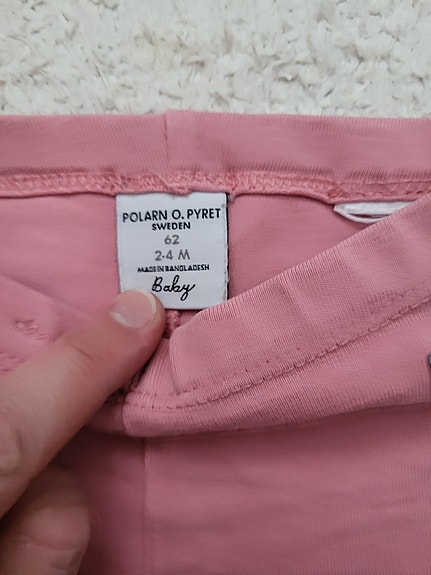 POLARN O. PYRET
SWEDEN
62
2-4 M
MADE IN BANGLADESH
Baby